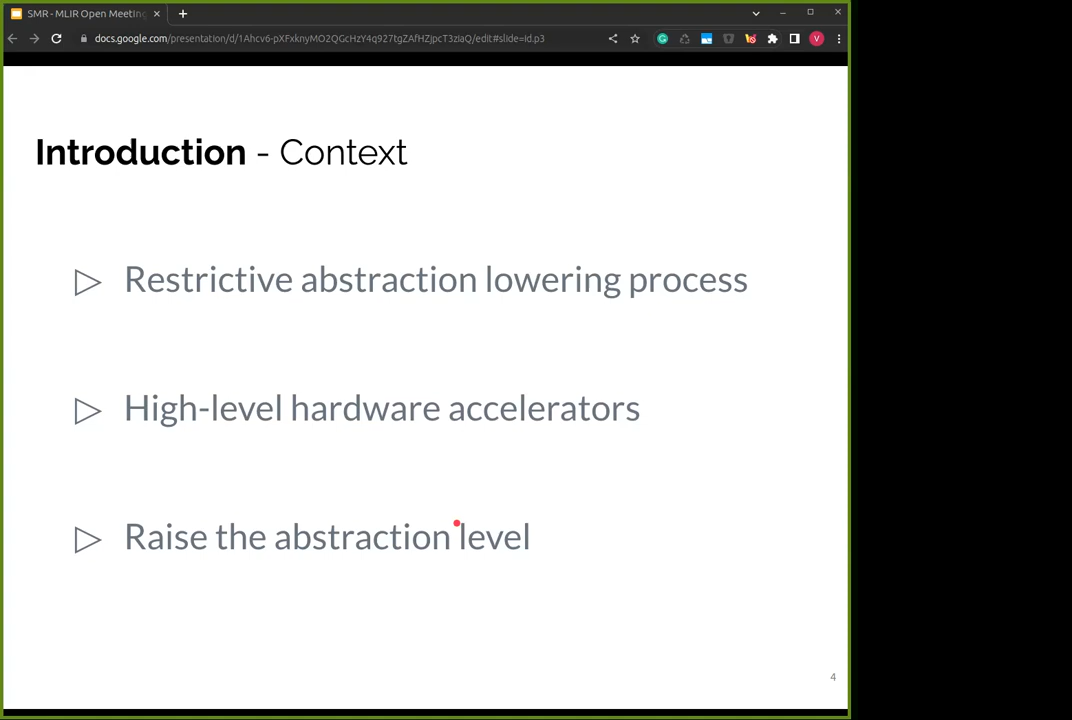 SMR - MLIR Open Meeting
docs.google.com/presentation/d/1Ahcv6-pXFxknyMO2QGcHzY4q927tgZAfHZjpcT3ziaQ/edit#slide=id.p3
V
Introduction - Context
Restrictive abstraction lowering process
High-level hardware accelerators
Raise the abstraction level
4